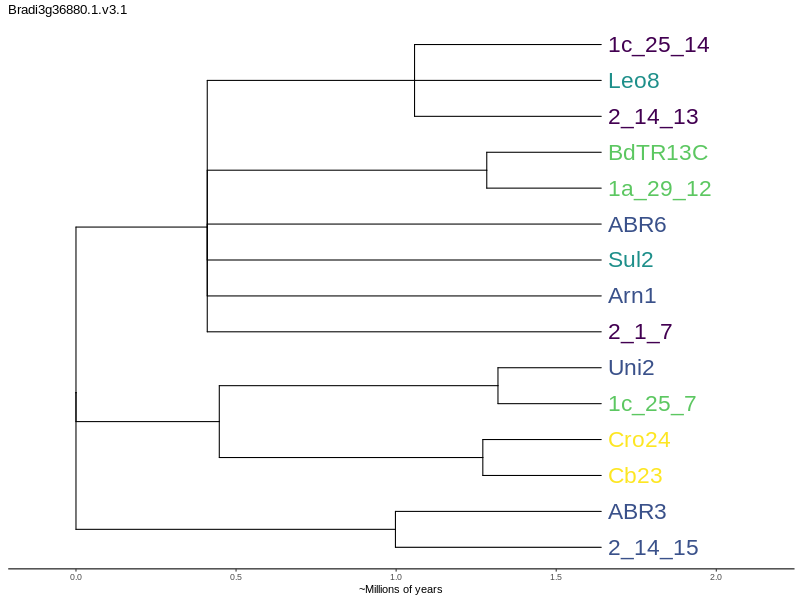 Bradi3g36880.1.v3.1
1c_25_14
Leo8
2_14_13
BdTR13C
1a_29_12
ABR6
Sul2
Arn1
2_1_7
Uni2
1c_25_7
Cro24
Cb23
ABR3
2_14_15
0.0 0.5 1.0 1.5 2.0
~Millions of years